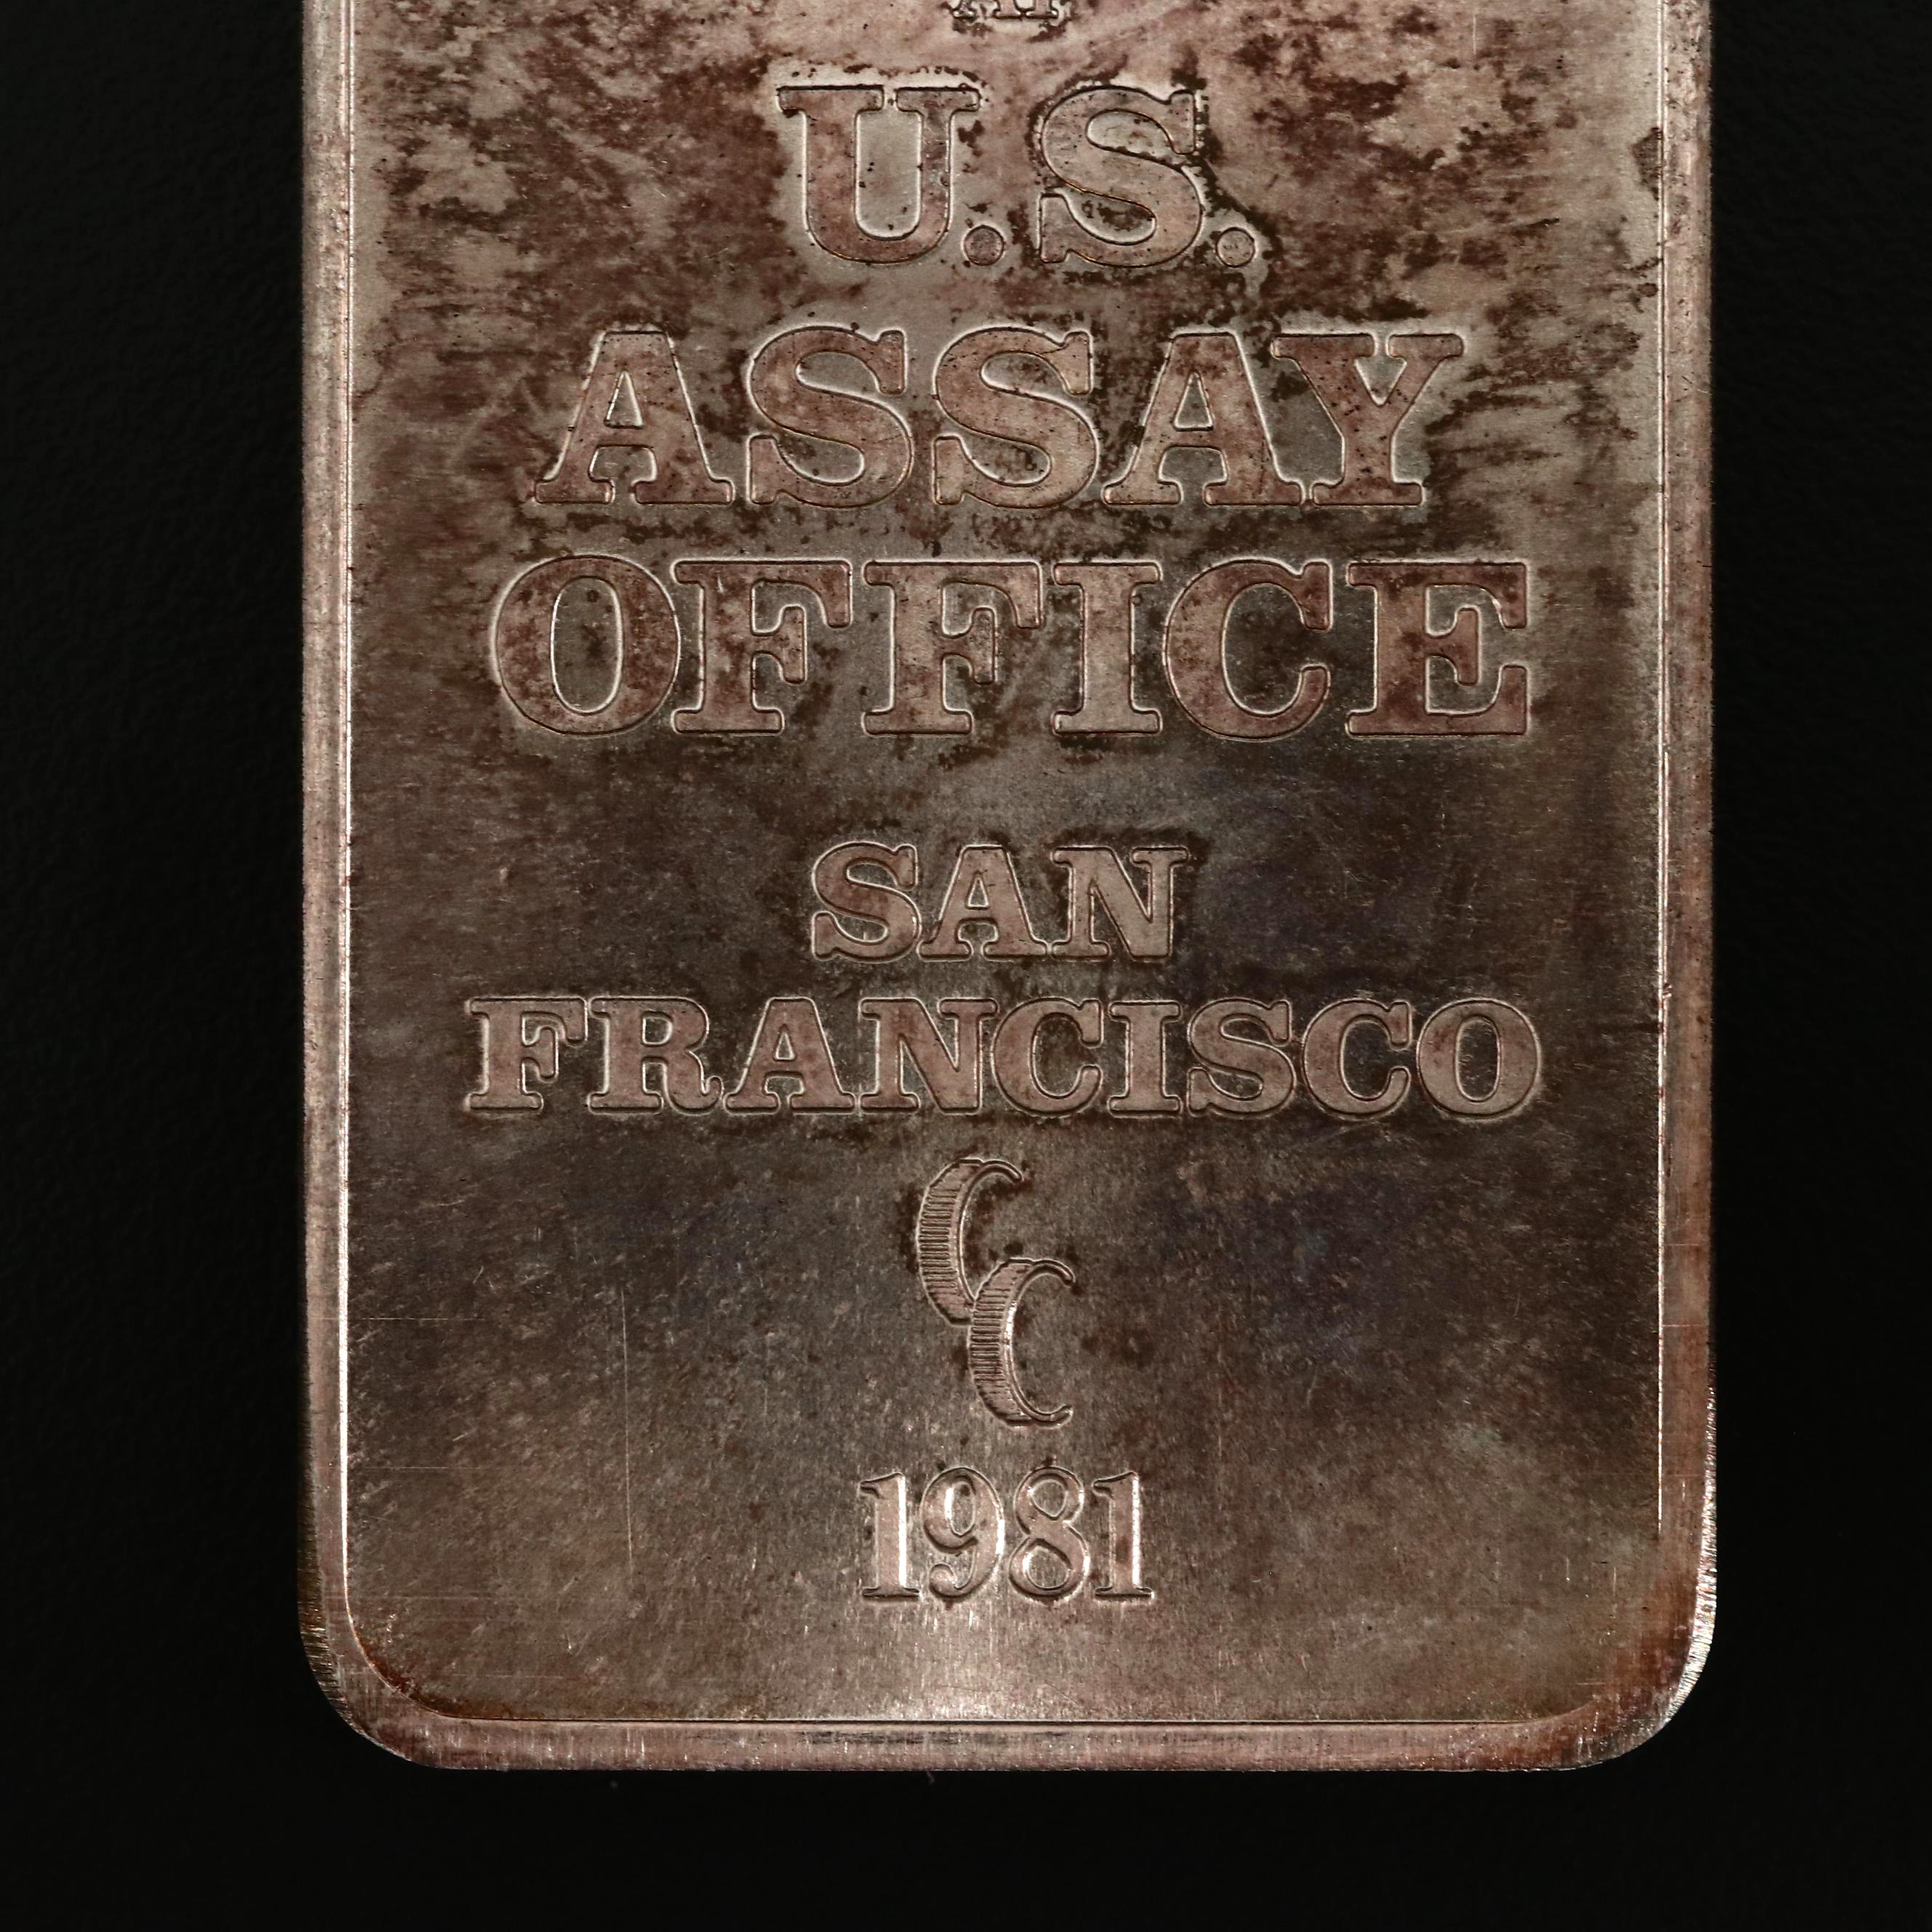 U.S.
ASSAY
OFFICE
SAN
FRANCISCO
CC
1981